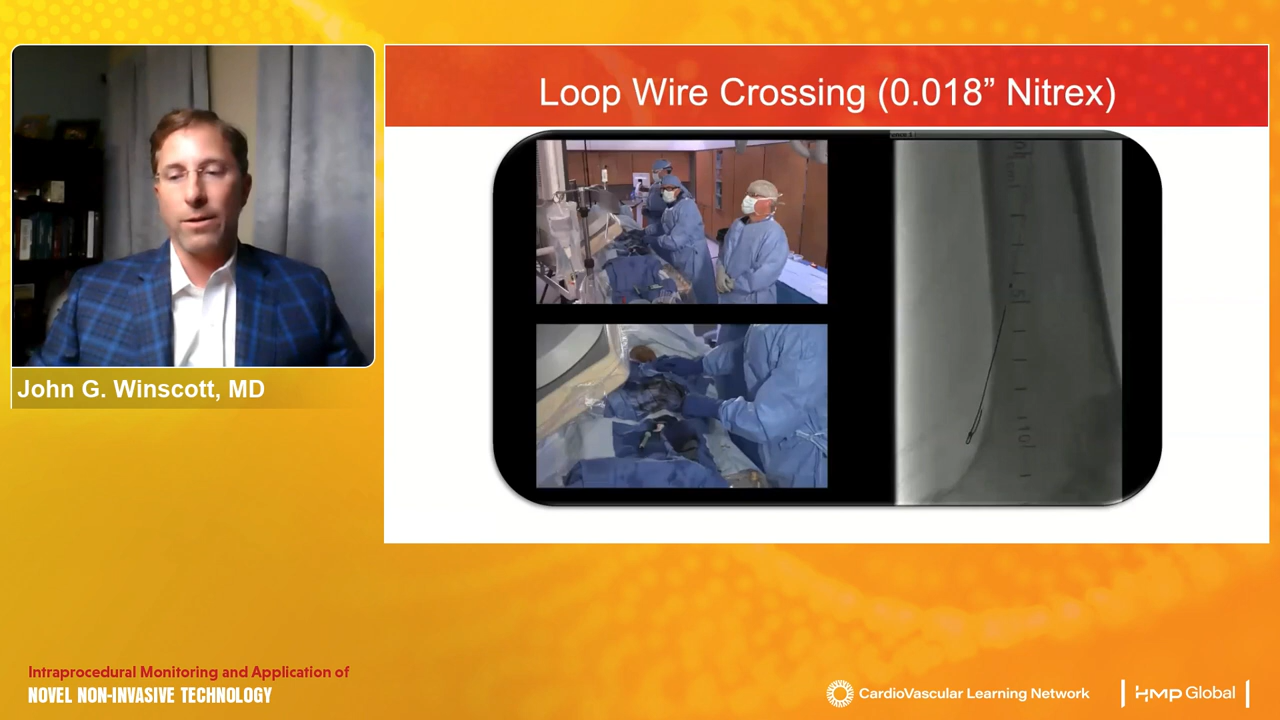 Loop Wire Crossing (0.018” Nitrex)
John G. Winscott, MD
Intraprocedural Monitoring and Application of
NOVEL NON-INVASIVE TECHNOLOGY
CardioVascular Learning Network
HMP Global